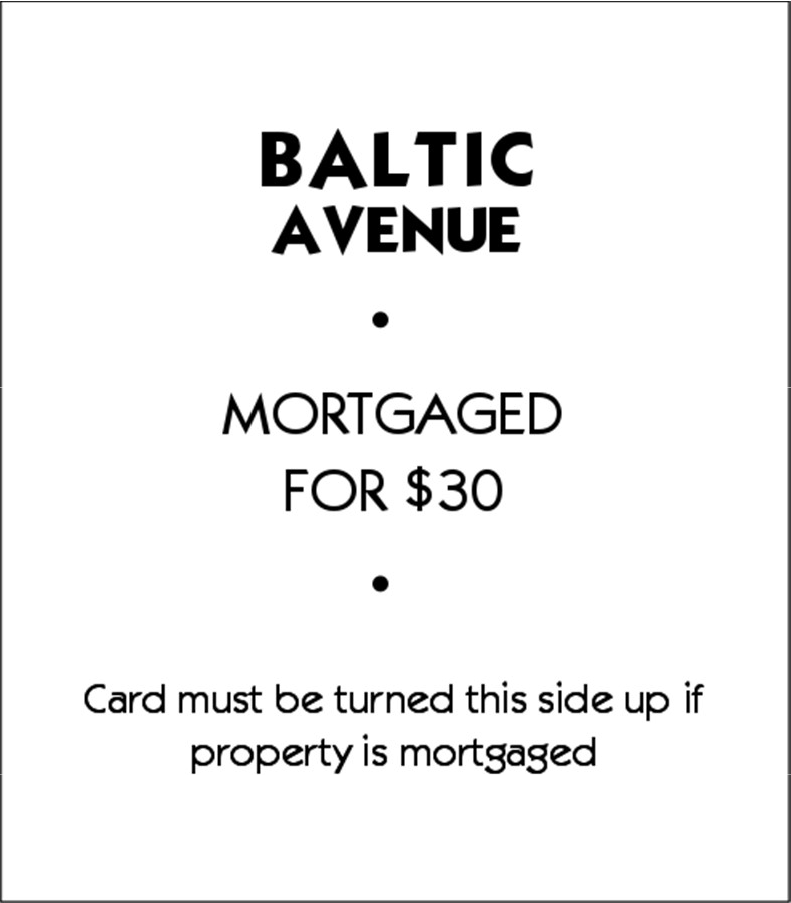 BALTIC
AVENUE
•
MORTGAGED
FOR $30
•
Card must be turned this side up if
property is mortgaged